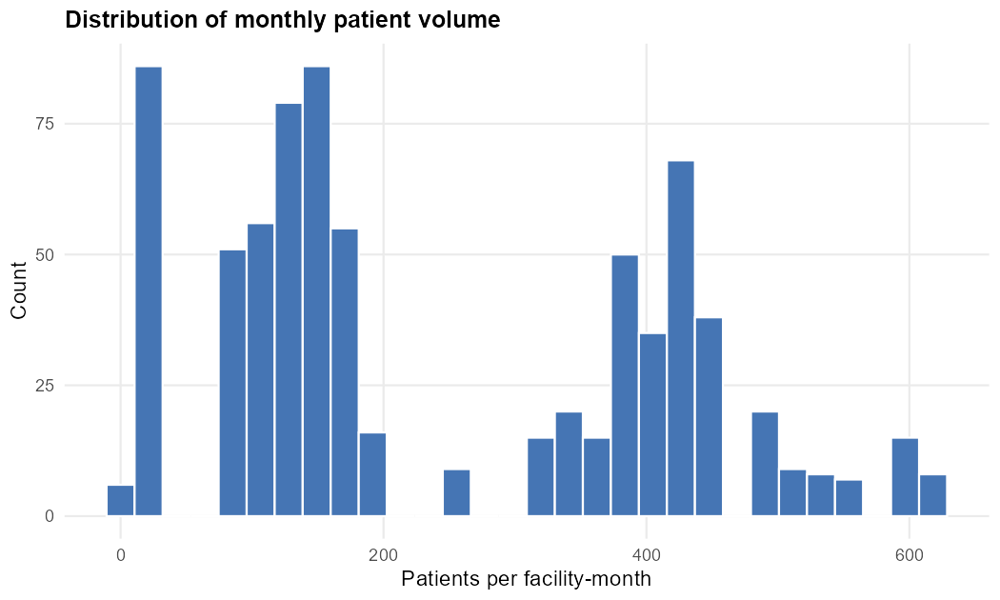 Distribution of monthly patient volume
75
50
25
0
Count
0 200 400 600
Patients per facility-month